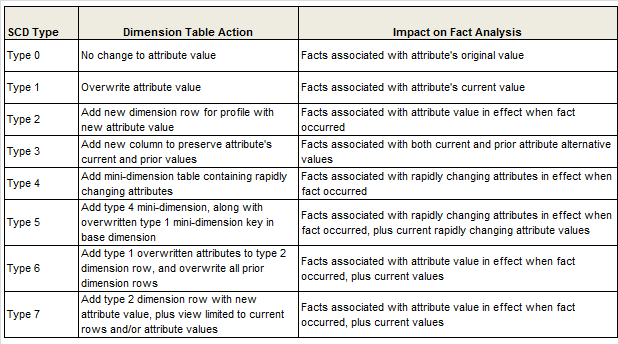 SCD Type Dimension Table Action Impact on Fact Analysis
Type 0 No change to attribute value Facts associated with attribute's original value
Type 1 Overwrite attribute value Facts associated with attribute's current value
Type 2 Add new dimension row for profile with new attribute value Facts associated with attribute value in effect when fact occurred
Type 3 Add new column to preserve attribute's current and prior values Facts associated with both current and prior attribute alternative values
Type 4 Add mini-dimension table containing rapidly changing attributes Facts associated with rapidly changing attributes in effect when fact occurred
Type 5 Add type 4 mini-dimension, along with overwritten type 1 mini-dimension key in base dimension Facts associated with rapidly changing attributes in effect when fact occurred, plus current rapidly changing attribute values
Type 6 Add type 1 overwritten attributes to type 2 dimension row, and overwrite all prior dimension rows Facts associated with attribute value in effect when fact occurred, plus current values
Type 7 Add type 2 dimension row with new attribute value, plus view limited to current rows and/or attribute values Facts associated with attribute value in effect when fact occurred, plus current values